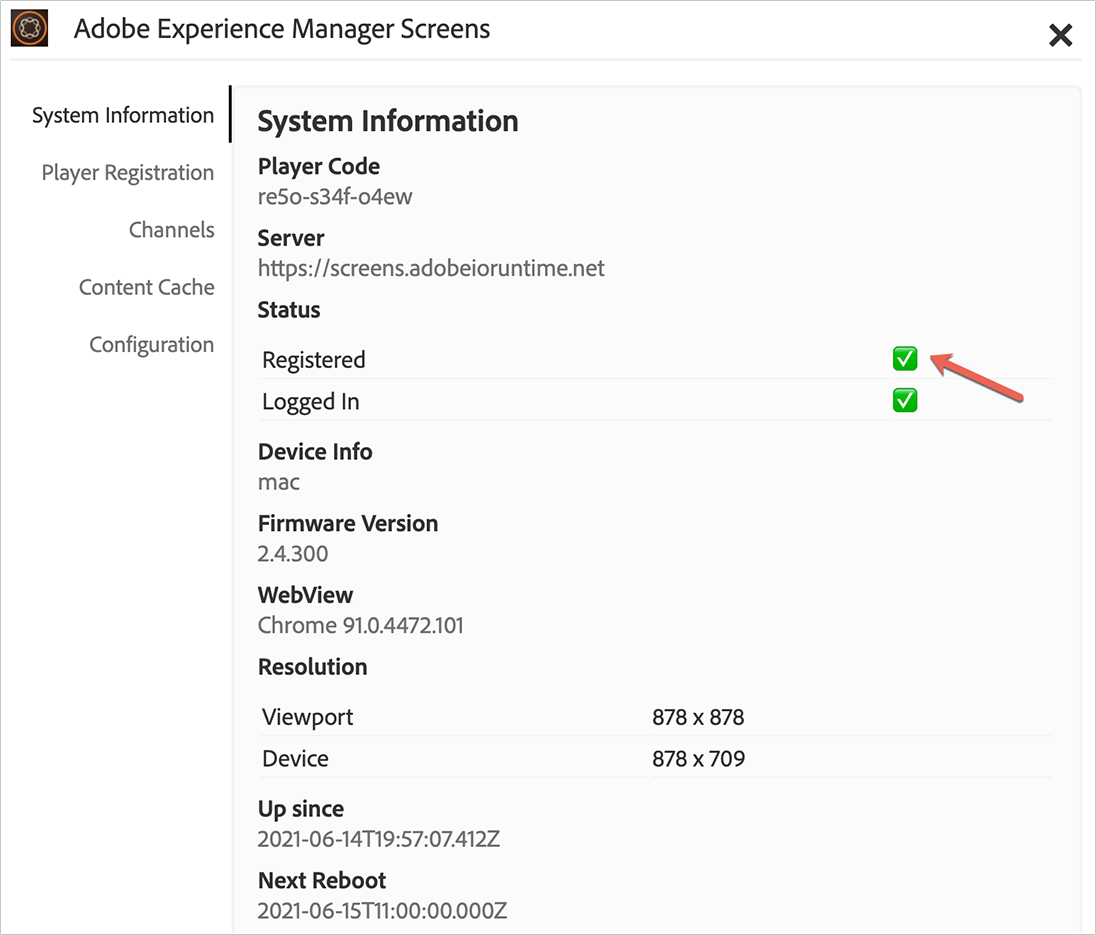 Adobe Experience Manager Screens
System Information
Player Registration
Channels
Content Cache
Configuration
System Information
Player Code
re5o-s34f-o4ew
Server
https://screens.adobeioruntime.net
Status
Registered
Logged In
Device Info
mac
Firmware Version
2.4.300
WebView
Chrome 91.0.4472.101
Resolution
Viewport 878 x 878
Device 878 x 709
Up since
2021-06-14T19:57:07.412Z
Next Reboot
2021-06-15T11:00:00.000Z